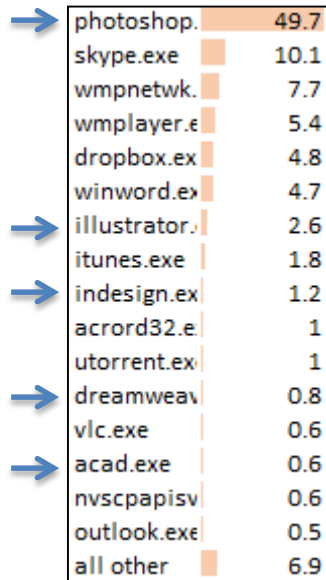 photoshop. 49.7
skype.exe 10.1
wmpnetwk. 7.7
wmplayer.e 5.4
dropbox.ex 4.8
winword.ex 4.7
illustrator. 2.6
itunes.exe 1.8
indesign.ex 1.2
acrord32.e 1
utorrent.ex 1
dreamweav 0.8
vlc.exe 0.6
acad.exe 0.6
nvscpapisv 0.6
outlook.exe 0.5
all other 6.9